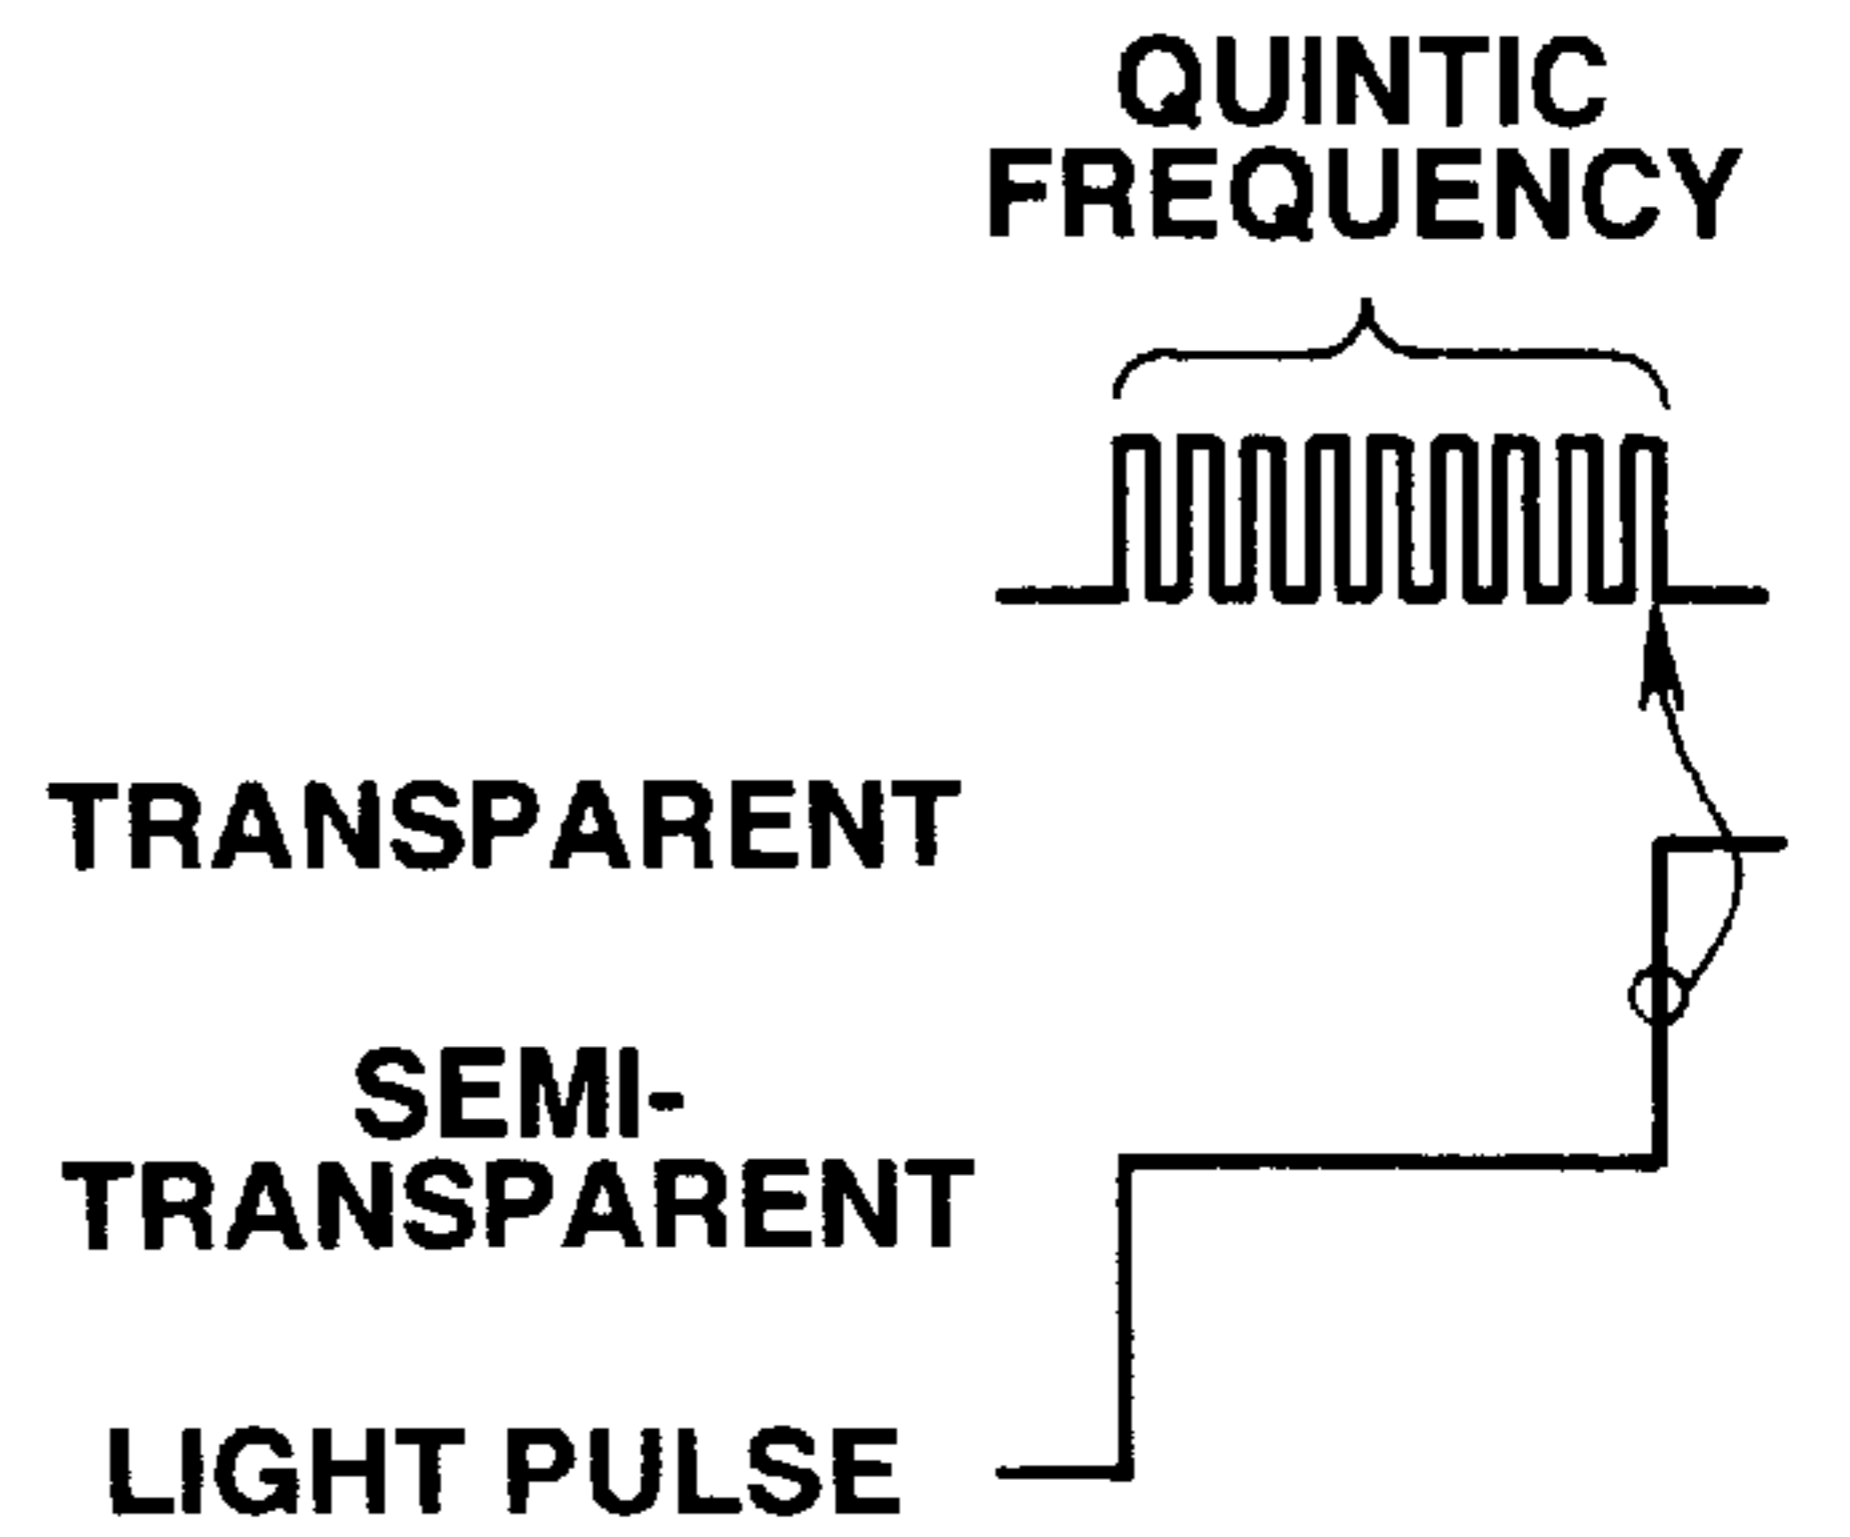 QUINTIC
FREQUENCY
TRANSPARENT
SEMI-
TRANSPARENT
LIGHT PULSE